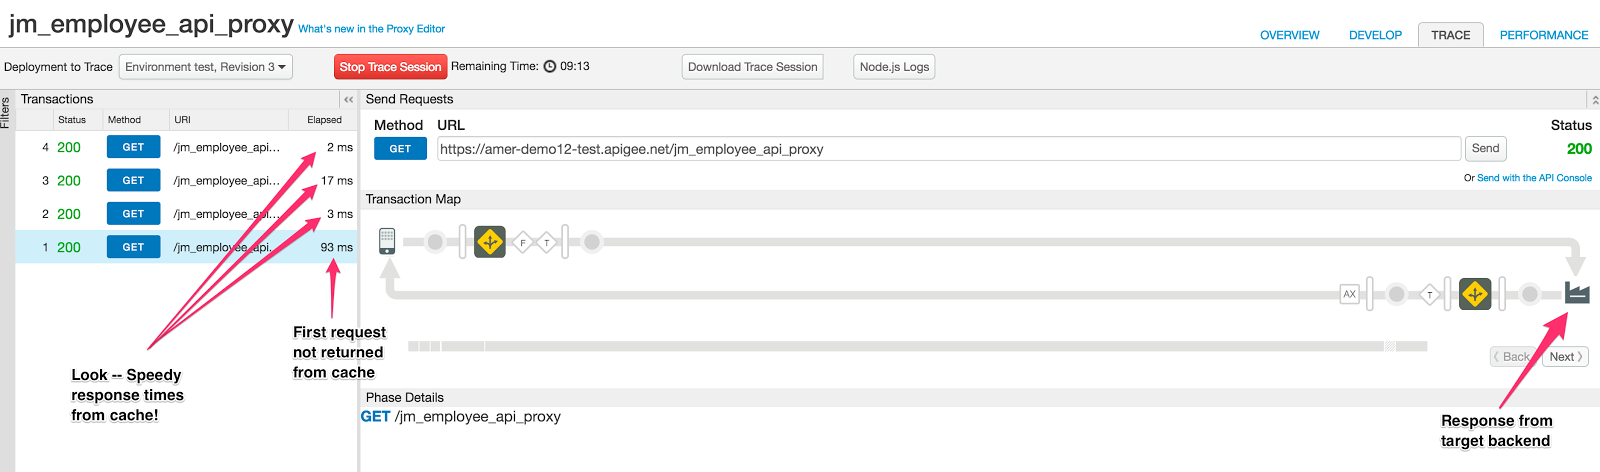 jm_employee_api_proxy What's new in the Proxy Editor
OVERVIEW DEVELOP TRACE PERFORMANCE
Deployment to Trace Environment test, Revision 3 Stop Trace Session Remaining Time: 09:13 Download Trace Session Node.js Logs
Filters
Transactions
Status Method URI Elapsed
4 200 GET /jm_employee_api... 2 ms
3 200 GET /jm_employee_api... 17 ms
2 200 GET /jm_employee_api... 3 ms
1 200 GET /jm_employee_api... 93 ms
Look -- Speedy
response times
from cache!
First request
not returned
from cache
Send Requests
Method URL Status
GET https://amer-demo12-test.apigee.net/jm_employee_api_proxy Send 200
Or Send with the API Console
Transaction Map
F T
AX T
Back Next
Phase Details
GET /jm_employee_api_proxy
Response from
target backend